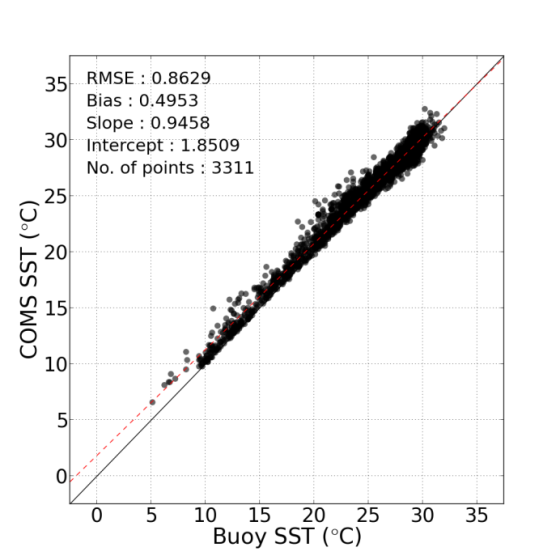 RMSE : 0.8629
Bias : 0.4953
Slope : 0.9458
Intercept : 1.8509
No. of points : 3311
35
30
25
20
15
10
5
0
COMS SST (°C)
0 5 10 15 20 25 30 35
Buoy SST (°C)